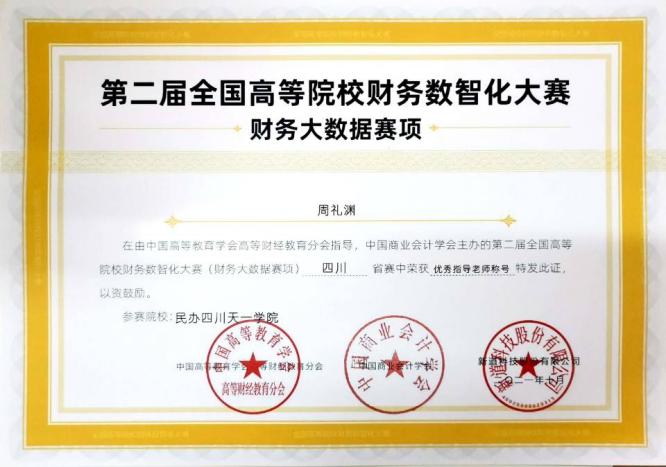 第二届全国高等院校财务数智化大赛
财务大数据赛项
周礼渊
在由中国高等教育学会高等财经教育分会指导，中国商业会计学会主办的第二届全国高等
院校财务数智化大赛（财务大数据赛项） 四川 省赛中荣获 优秀指导老师称号 特发此证，
以资鼓励。
参赛院校：民办四川天一学院
中国高等教育学会高等财经教育分会 中国商业会计学会 新道科技股份有限公司
二〇二一年十月
中国高等教育学会
高等财经教育分会
中国商业会计学会
新道科技股份有限公司